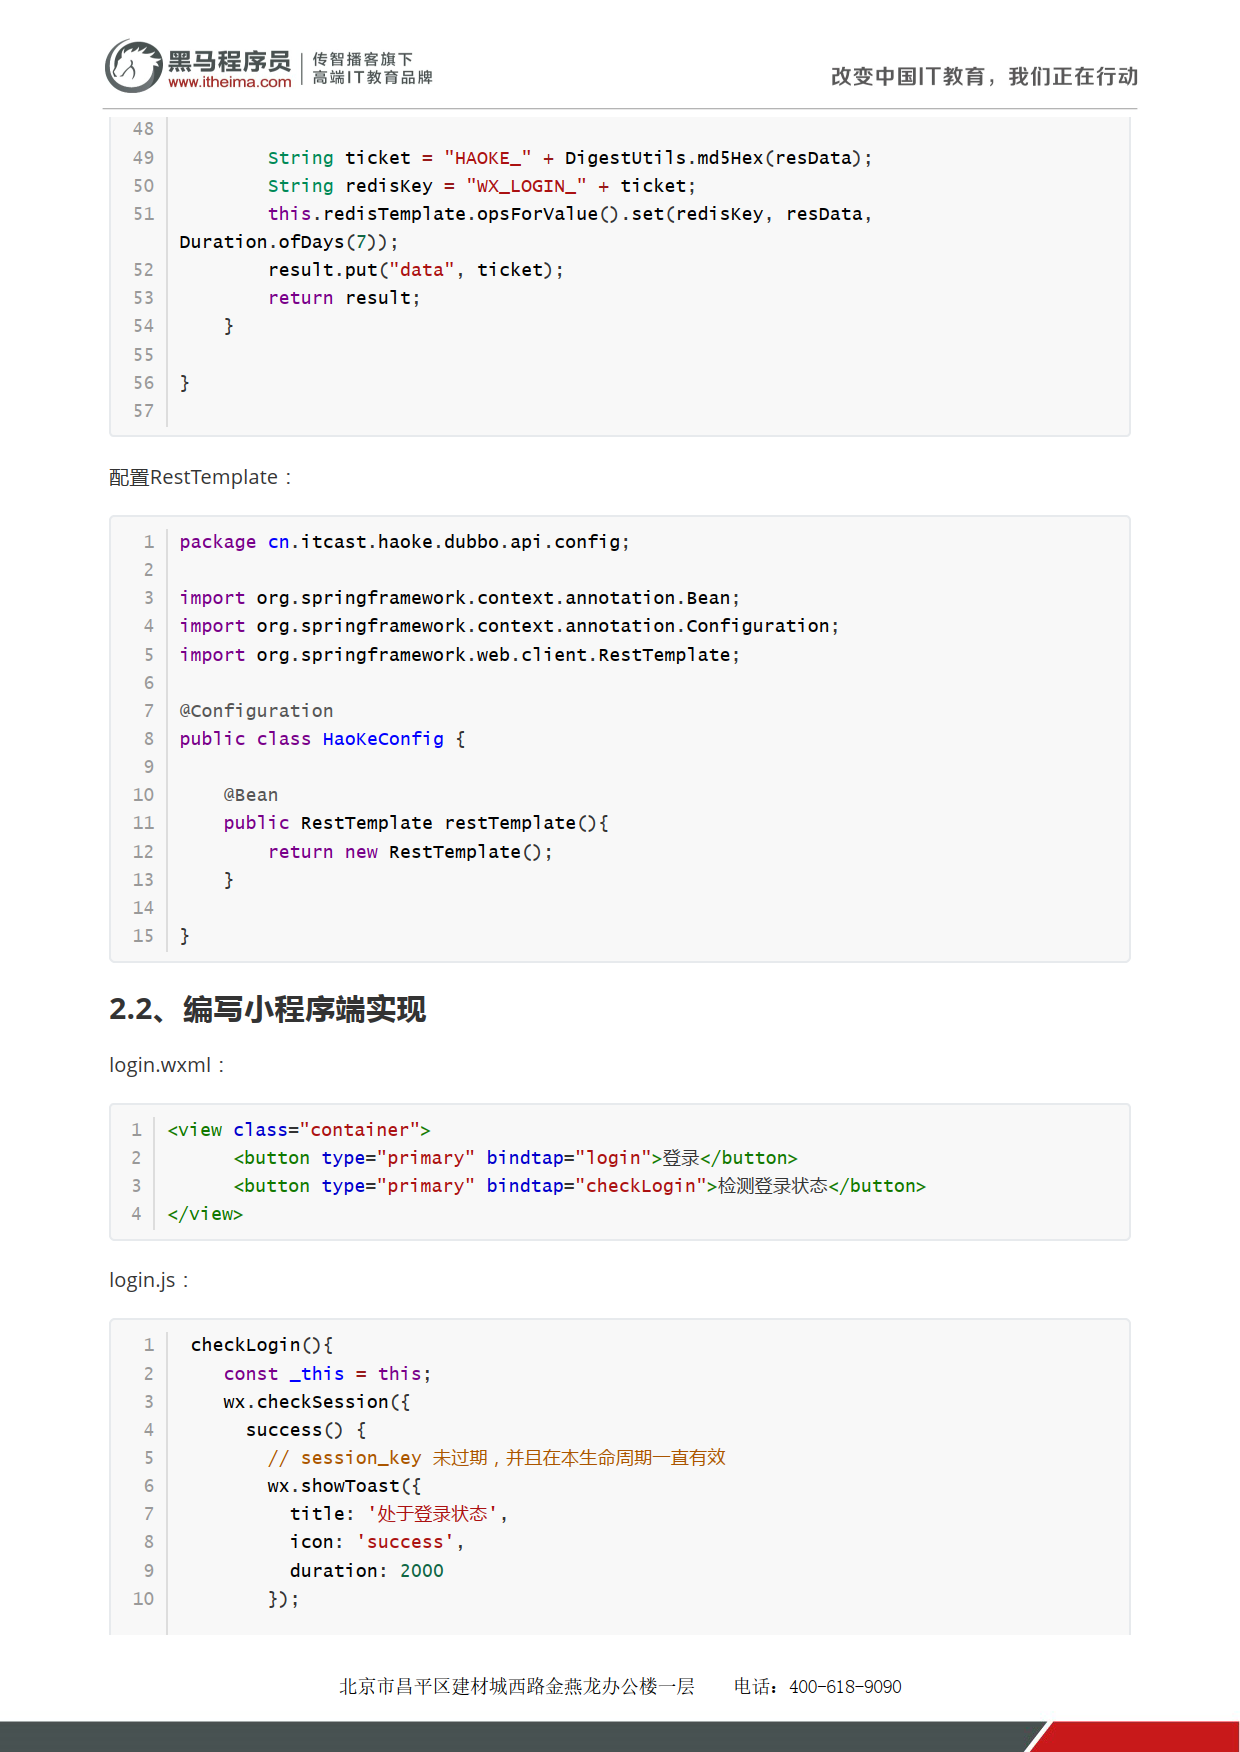 黑马程序员
www.itheima.com
传智播客旗下
高端IT教育品牌
改变中国IT教育，我们正在行动
48
49         String ticket = "HAOKE_" + DigestUtils.md5Hex(resData);
50         String redisKey = "WX_LOGIN_" + ticket;
51         this.redisTemplate.opsForValue().set(redisKey, resData,
Duration.ofDays(7));
52         result.put("data", ticket);
53         return result;
54     }
55
56 }
57
配置RestTemplate：
1 package cn.itcast.haoke.dubbo.api.config;
2
3 import org.springframework.context.annotation.Bean;
4 import org.springframework.context.annotation.Configuration;
5 import org.springframework.web.client.RestTemplate;
6
7 @Configuration
8 public class HaoKeConfig {
9
10     @Bean
11     public RestTemplate restTemplate(){
12         return new RestTemplate();
13     }
14
15 }
2.2、编写小程序端实现
login.wxml：
1 <view class="container">
2       <button type="primary" bindtap="login">登录</button>
3       <button type="primary" bindtap="checkLogin">检测登录状态</button>
4 </view>
login.js：
1  checkLogin(){
2     const _this = this;
3     wx.checkSession({
4       success() {
5         // session_key 未过期，并且在本生命周期一直有效
6         wx.showToast({
7           title: '处于登录状态',
8           icon: 'success',
9           duration: 2000
10         });
北京市昌平区建材城西路金燕龙办公楼一层 电话：400-618-9090